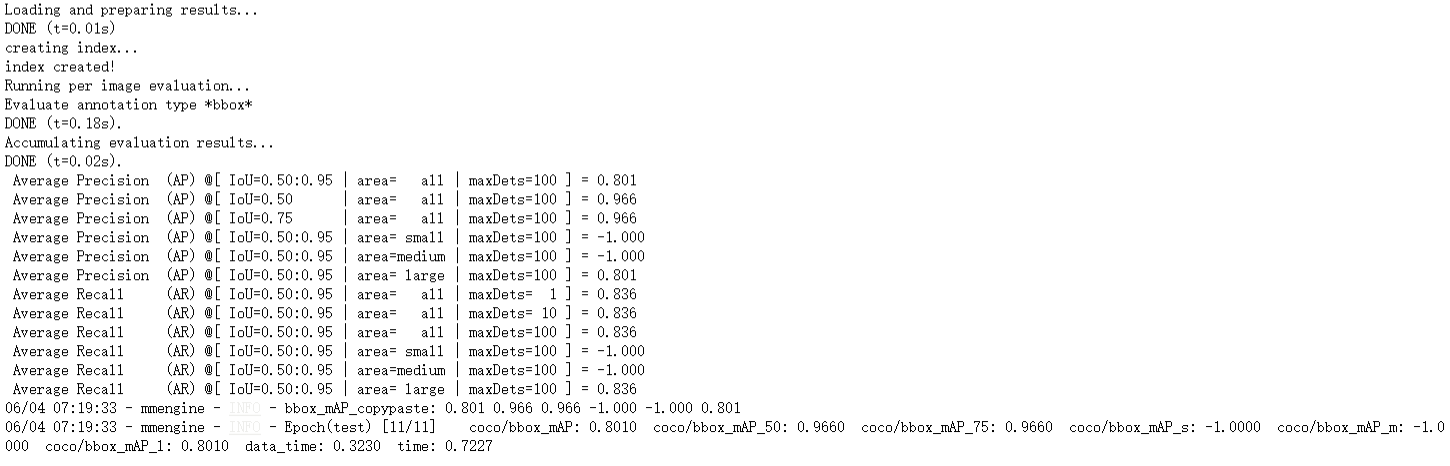 Loading and preparing results...
DONE (t=0.01s)
creating index...
index created!
Running per image evaluation...
Evaluate annotation type *bbox*
DONE (t=0.18s).
Accumulating evaluation results...
DONE (t=0.02s).
Average Precision  (AP) @[ IoU=0.50:0.95 | area=   all | maxDets=100 ] = 0.801
Average Precision  (AP) @[ IoU=0.50      | area=   all | maxDets=100 ] = 0.966
Average Precision  (AP) @[ IoU=0.75      | area=   all | maxDets=100 ] = 0.966
Average Precision  (AP) @[ IoU=0.50:0.95 | area= small | maxDets=100 ] = -1.000
Average Precision  (AP) @[ IoU=0.50:0.95 | area=medium | maxDets=100 ] = -1.000
Average Precision  (AP) @[ IoU=0.50:0.95 | area= large | maxDets=100 ] = 0.801
Average Recall     (AR) @[ IoU=0.50:0.95 | area=   all | maxDets=  1 ] = 0.836
Average Recall     (AR) @[ IoU=0.50:0.95 | area=   all | maxDets= 10 ] = 0.836
Average Recall     (AR) @[ IoU=0.50:0.95 | area=   all | maxDets=100 ] = 0.836
Average Recall     (AR) @[ IoU=0.50:0.95 | area= small | maxDets=100 ] = -1.000
Average Recall     (AR) @[ IoU=0.50:0.95 | area=medium | maxDets=100 ] = -1.000
Average Recall     (AR) @[ IoU=0.50:0.95 | area= large | maxDets=100 ] = 0.836
06/04 07:19:33 - mmengine - INFO - bbox_mAP_copypaste: 0.801 0.966 0.966 -1.000 -1.000 0.801
06/04 07:19:33 - mmengine - INFO - Epoch(test) [11/11]    coco/bbox_mAP: 0.8010  coco/bbox_mAP_50: 0.9660  coco/bbox_mAP_75: 0.9660  coco/bbox_mAP_s: -1.0000  coco/bbox_mAP_m: -1.0
000  coco/bbox_mAP_l: 0.8010  data_time: 0.3230  time: 0.7227